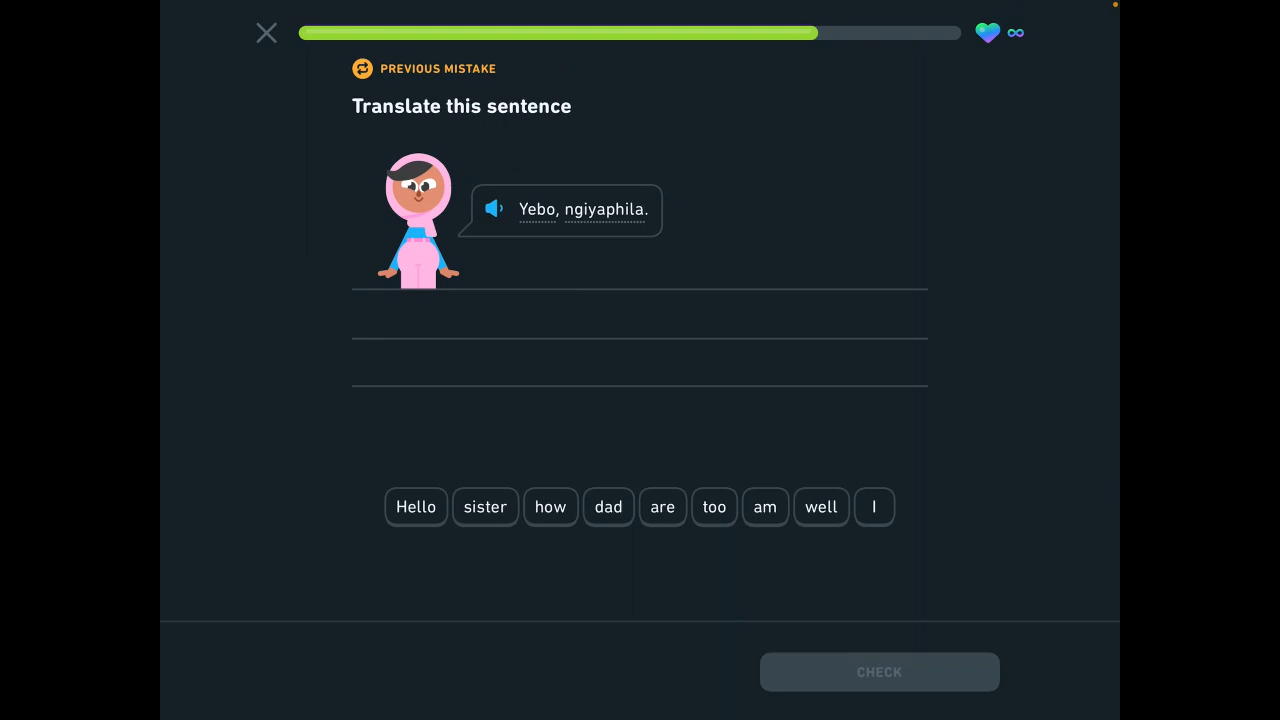 PREVIOUS MISTAKE
Translate this sentence
Yebo, ngiyaphila.
Hello sister how dad are too am well I
CHECK